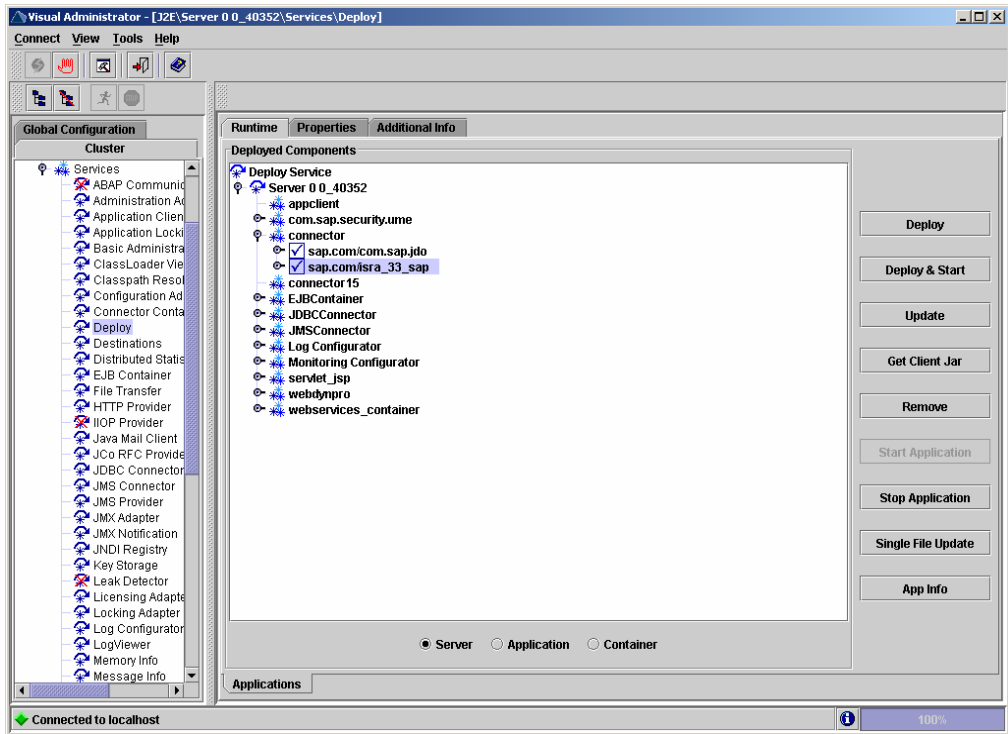 Visual Administrator - [J2E\Server 0 0_40352\Services\Deploy]
Connect View Tools Help
Global Configuration
Cluster
Services
ABAP Communic
Administration Ad
Application Clien
Application Locki
Basic Administra
ClassLoader Vie
Classpath Resol
Configuration Ad
Connector Conta
Deploy
Destinations
Distributed Statis
EJB Container
File Transfer
HTTP Provider
IIOP Provider
Java Mail Client
JCo RFC Provide
JDBC Connector
JMS Connector
JMS Provider
JMX Adapter
JMX Notification
JNDI Registry
Key Storage
Leak Detector
Licensing Adapte
Locking Adapter
Log Configurator
LogViewer
Memory Info
Message Info
Runtime Properties Additional Info
Deployed Components
Deploy Service
Server 0 0_40352
appclient
com.sap.security.ume
connector
sap.com/com.sap.jdo
sap.com/isra_33_sap
connector15
EJBContainer
JDBCConnector
JMSConnector
Log Configurator
Monitoring Configurator
servlet_jsp
webdynpro
webservices_container
Server Application Container
Applications
Deploy
Deploy & Start
Update
Get Client Jar
Remove
Start Application
Stop Application
Single File Update
App Info
Connected to localhost
100%